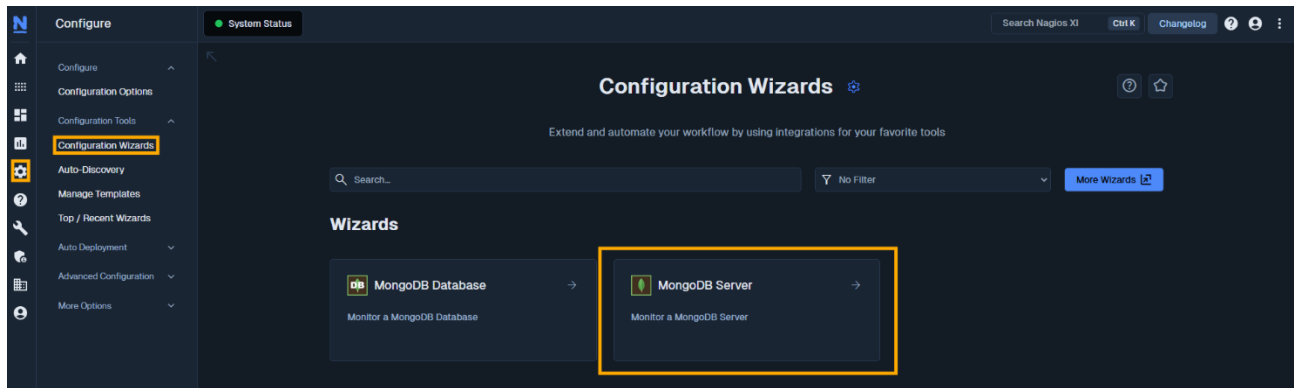 N Configure System Status Search Nagios XI Ctrl K Changelog
Configure
Configuration Options
Configuration Tools
Configuration Wizards
Auto-Discovery
Manage Templates
Top / Recent Wizards
Auto Deployment
Advanced Configuration
More Options
Configuration Wizards
Extend and automate your workflow by using integrations for your favorite tools
Search... No Filter More Wizards
Wizards
DB MongoDB Database
Monitor a MongoDB Database
MongoDB Server
Monitor a MongoDB Server